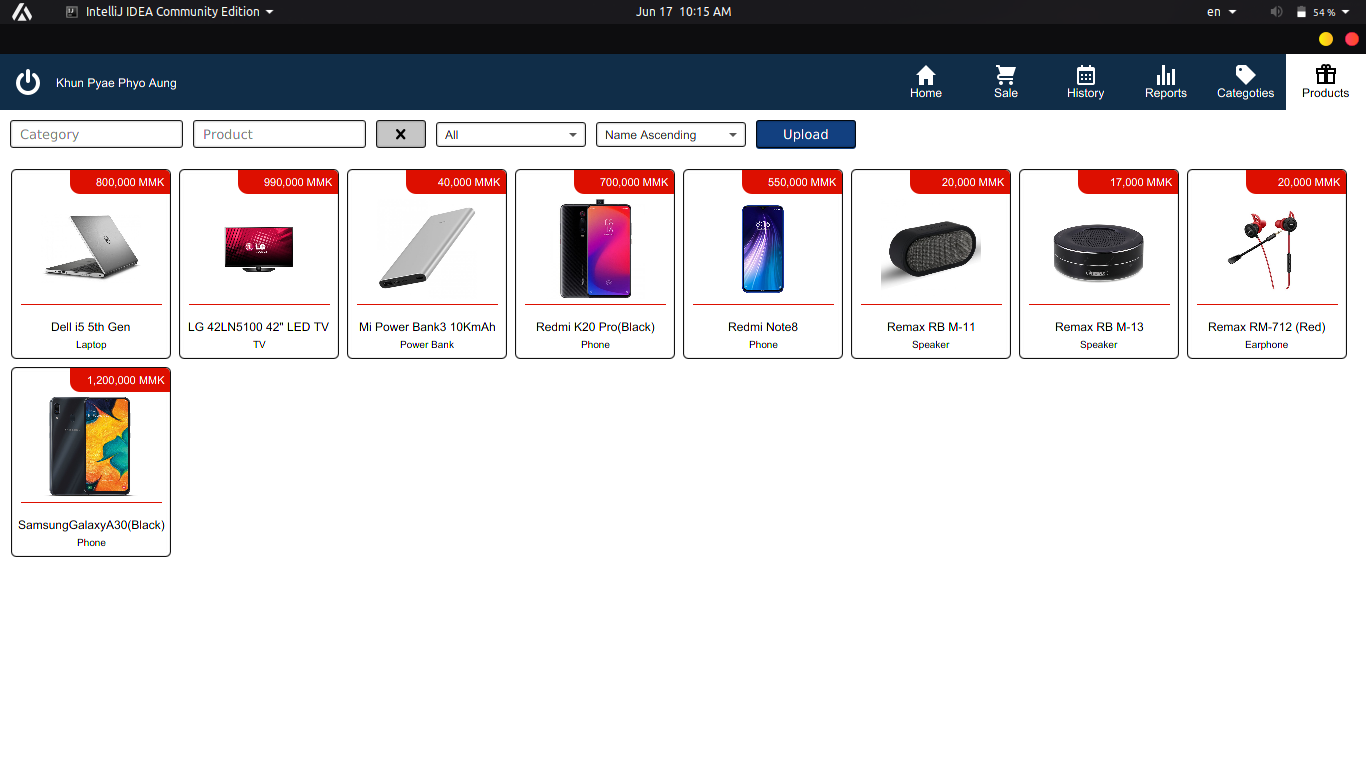 IntelliJ IDEA Community Edition
Jun 17 10:15 AM
en
54 %
Khun Pyae Phyo Aung
Home
Sale
History
Reports
Categoties
Products
Category
Product
All
Name Ascending
Upload
800,000 MMK
990,000 MMK
40,000 MMK
700,000 MMK
550,000 MMK
20,000 MMK
17,000 MMK
20,000 MMK
LG
Dell i5 5th Gen
LG 42LN5100 42" LED TV
Mi Power Bank3 10KmAh
Redmi K20 Pro(Black)
Redmi Note8
Remax RB M-11
Remax RB M-13
Remax RM-712 (Red)
Laptop
TV
Power Bank
Phone
Phone
Speaker
Speaker
Earphone
1,200,000 MMK
SamsungGalaxyA30(Black)
Phone